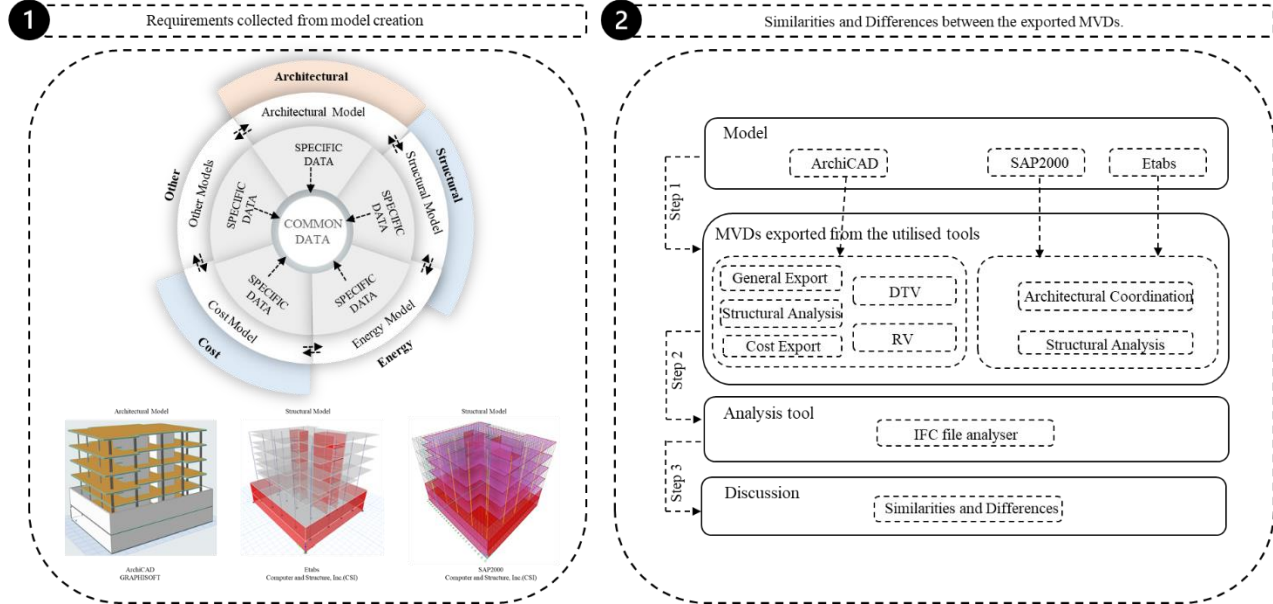 1
Requirements collected from model creation
Architectural
Architectural Model
SPECIFIC
DATA
Structural
Structural Model
SPECIFIC
DATA
Other
Other Models
SPECIFIC
DATA
COMMON
DATA
SPECIFIC
DATA
Cost Model
Cost
SPECIFIC
DATA
Energy Model
Energy
Architectural Model
Structural Model
Structural Model
ArchiCAD
GRAPHISOFT
Etabs
Computer and Structure, Inc.(CSI)
SAP2000
Computer and Structure, Inc.(CSI)
2
Similarities and Differences between the exported MVDs.
Model
ArchiCAD
SAP2000
Etabs
Step 1
MVDs exported from the utilised tools
General Export
Structural Analysis
Cost Export
DTV
RV
Architectural Coordination
Structural Analysis
Step 2
Analysis tool
IFC file analyser
Step 3
Discussion
Similarities and Differences